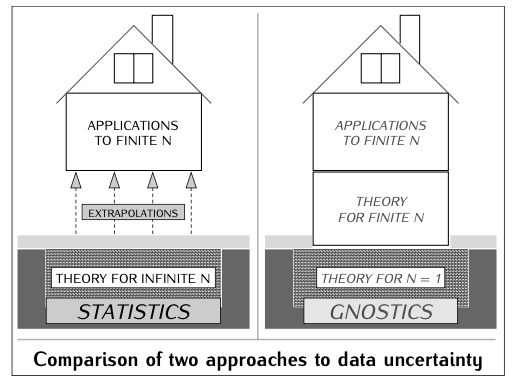 APPLICATIONS
TO FINITE N
EXTRAPOLATIONS
THEORY FOR INFINITE N
STATISTICS
APPLICATIONS
TO FINITE N
THEORY
FOR FINITE N
THEORY FOR N = 1
GNOSTICS
Comparison of two approaches to data uncertainty